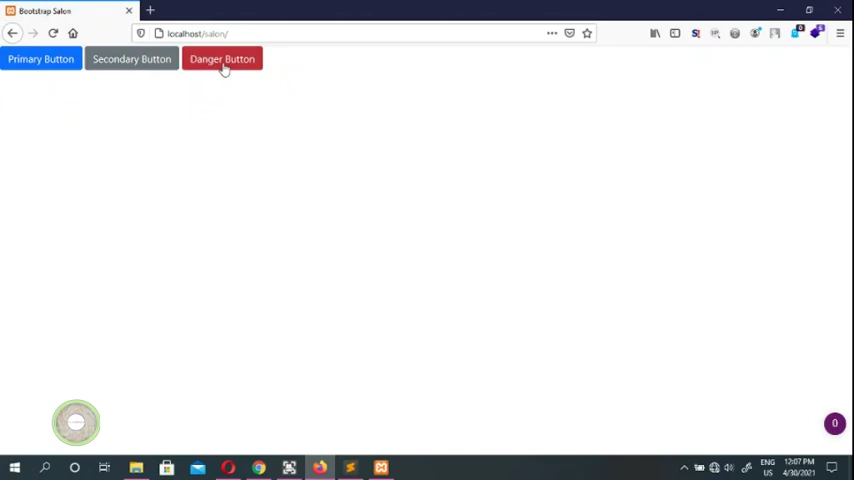 Bootstrap Salon
localhost/salon/
Primary Button Secondary Button Danger Button
0
ENG 12:07 PM
US 4/30/2021